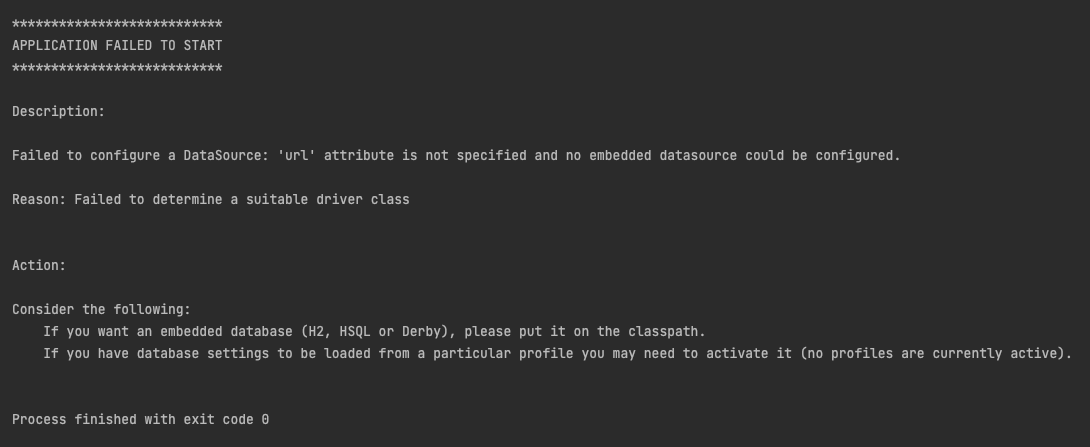 ***************************
APPLICATION FAILED TO START
***************************
Description:
Failed to configure a DataSource: 'url' attribute is not specified and no embedded datasource could be configured.
Reason: Failed to determine a suitable driver class
Action:
Consider the following:
If you want an embedded database (H2, HSQL or Derby), please put it on the classpath.
If you have database settings to be loaded from a particular profile you may need to activate it (no profiles are currently active).
Process finished with exit code 0